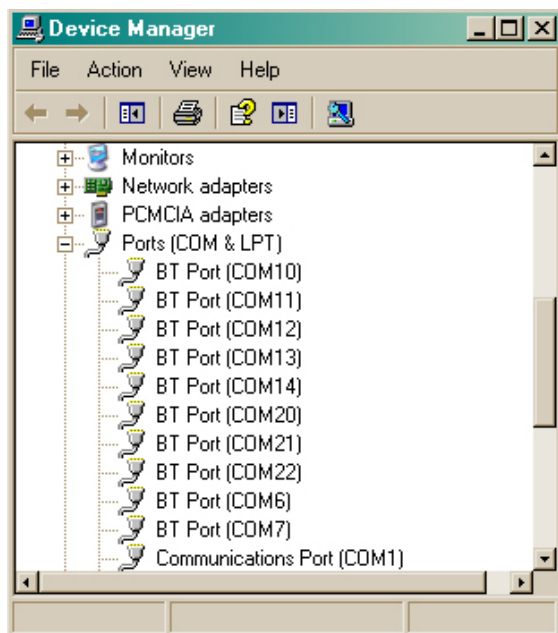 Device Manager
File Action View Help
Monitors
Network adapters
PCMCIA adapters
Ports (COM & LPT)
BT Port (COM10)
BT Port (COM11)
BT Port (COM12)
BT Port (COM13)
BT Port (COM14)
BT Port (COM20)
BT Port (COM21)
BT Port (COM22)
BT Port (COM6)
BT Port (COM7)
Communications Port (COM1)